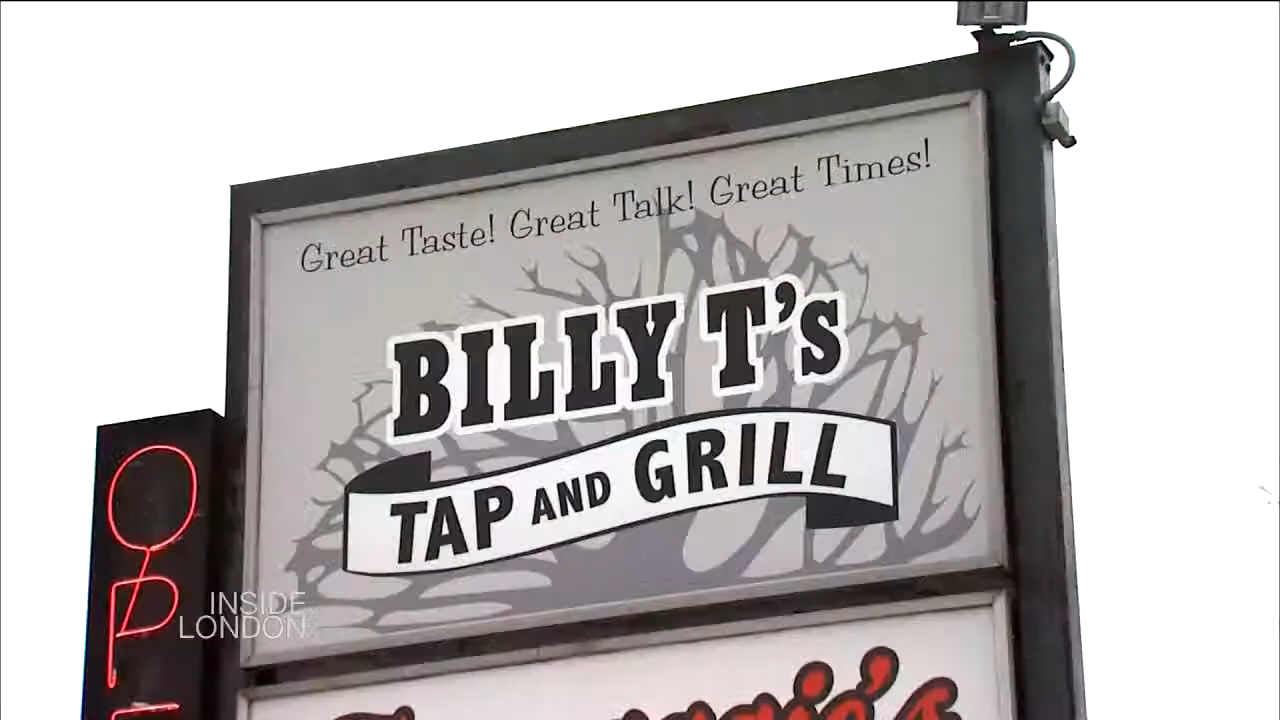 Great Taste! Great Talk! Great Times!
BILLY T's
TAP AND GRILL
INSIDE
LONDON